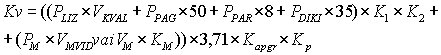 Kv = ((P_LIZ × V_KVAL + P_PAG × 50 + P_PAR × 8 + P_DIKI × 35) × K_1 × K_2 +
+ (P_M × V_MVID yai V_M × K_M)) × 3,71 × K_apgr × K_p